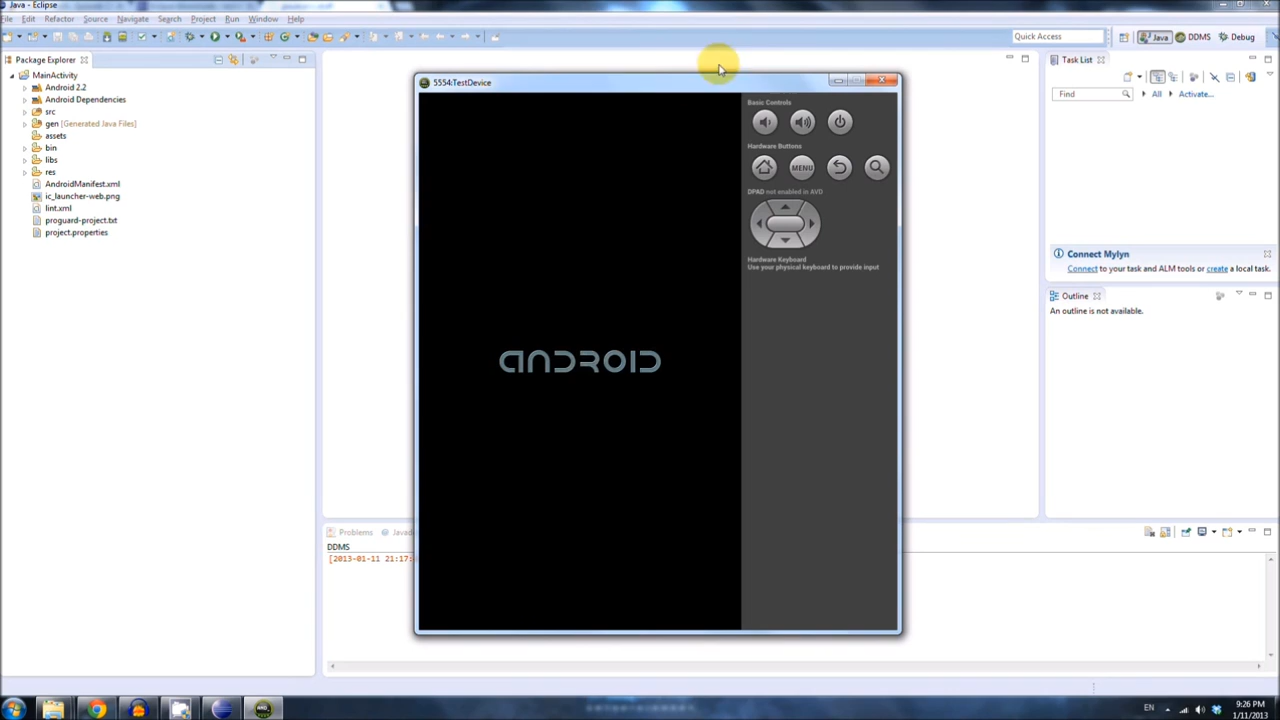 Java - Eclipse
File Edit Refactor Source Navigate Search Project Run Window Help
Quick Access
Java DDMS Debug
Package Explorer
MainActivity
Android 2.2
Android Dependencies
src
gen [Generated Java Files]
assets
bin
libs
res
AndroidManifest.xml
ic_launcher-web.png
lint.xml
proguard-project.txt
project.properties
5554:TestDevice
ANDROID
Basic Controls
Hardware Buttons
MENU
DPAD not enabled in AVD
Hardware Keyboard
Use your physical keyboard to provide input
Task List
Find All Activate...
Connect Mylyn
Connect to your task and ALM tools or create a local task.
Outline
An outline is not available.
Problems Javad
DDMS
[2013-01-11 21:17:
EN 9:26 PM
1/11/2013